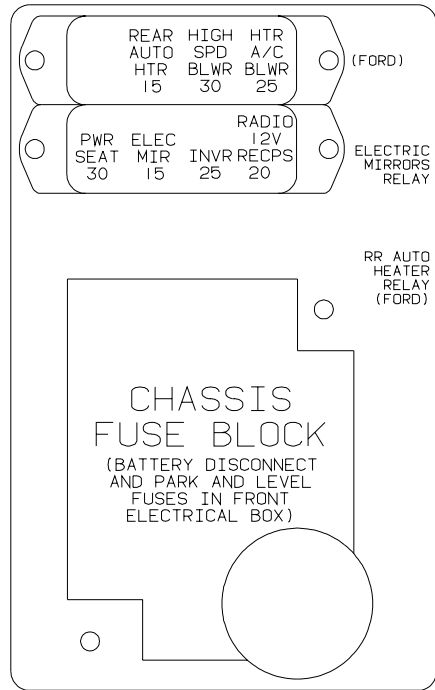 REAR HIGH HTR
AUTO SPD A/C
HTR BLWR BLWR
15 30 25
(FORD)
RADIO
12V
PWR ELEC
SEAT MIR INVR RECPS
30 15 25 20
ELECTRIC
MIRRORS
RELAY
RR AUTO
HEATER
RELAY
(FORD)
CHASSIS
FUSE BLOCK
(BATTERY DISCONNECT
AND PARK AND LEVEL
FUSES IN FRONT
ELECTRICAL BOX)